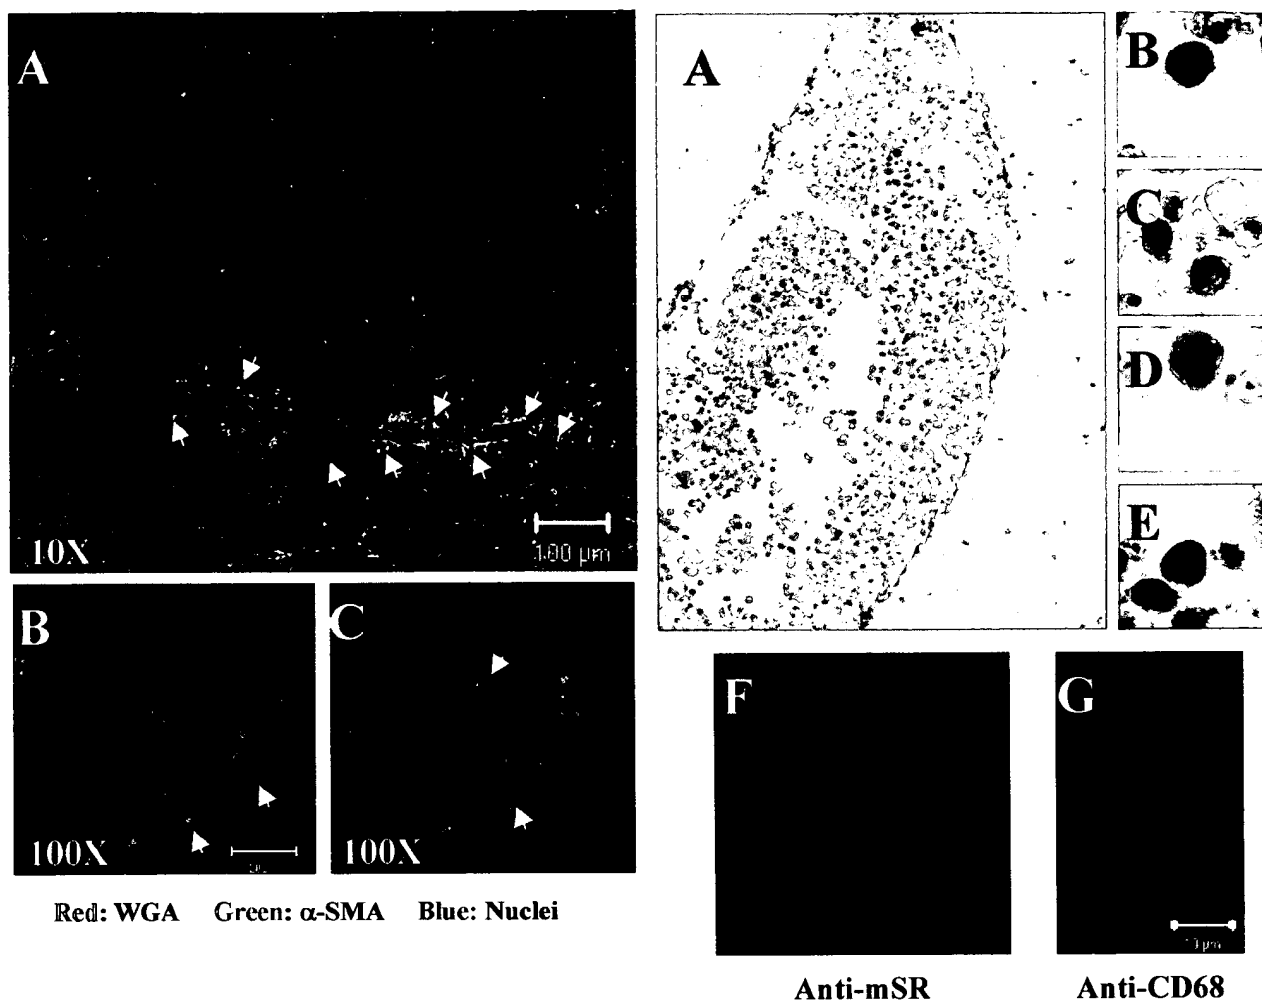 A
10X
100 µm
B
100X
C
100X
Red: WGA Green: α-SMA Blue: Nuclei
A
B
C
D
E
F
G
Anti-mSR
Anti-CD68